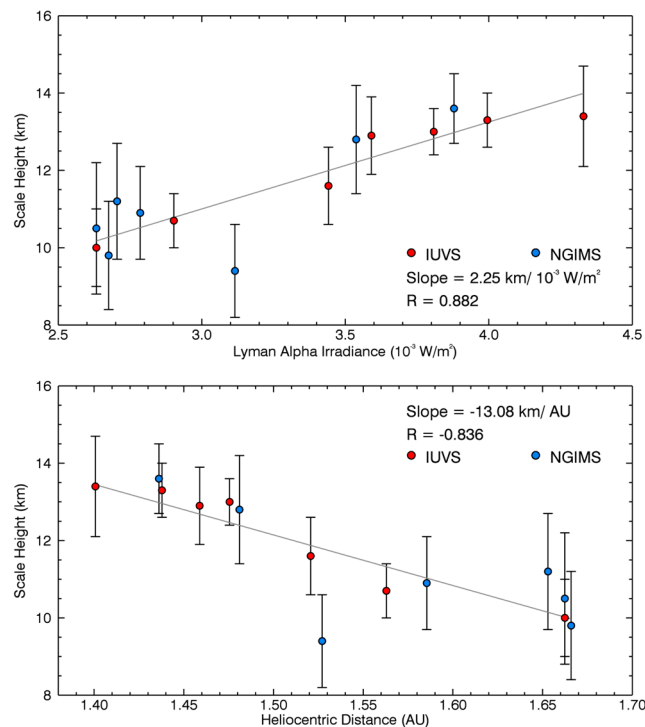 16
14
12
10
8
Scale Height (km)
IUVS NGIMS
Slope = 2.25 km/ 10⁻³ W/m²
R = 0.882
2.5 3.0 3.5 4.0 4.5
Lyman Alpha Irradiance (10⁻³ W/m²)
16
14
12
10
8
Scale Height (km)
Slope = -13.08 km/ AU
R = -0.836
IUVS NGIMS
1.40 1.45 1.50 1.55 1.60 1.65 1.70
Heliocentric Distance (AU)